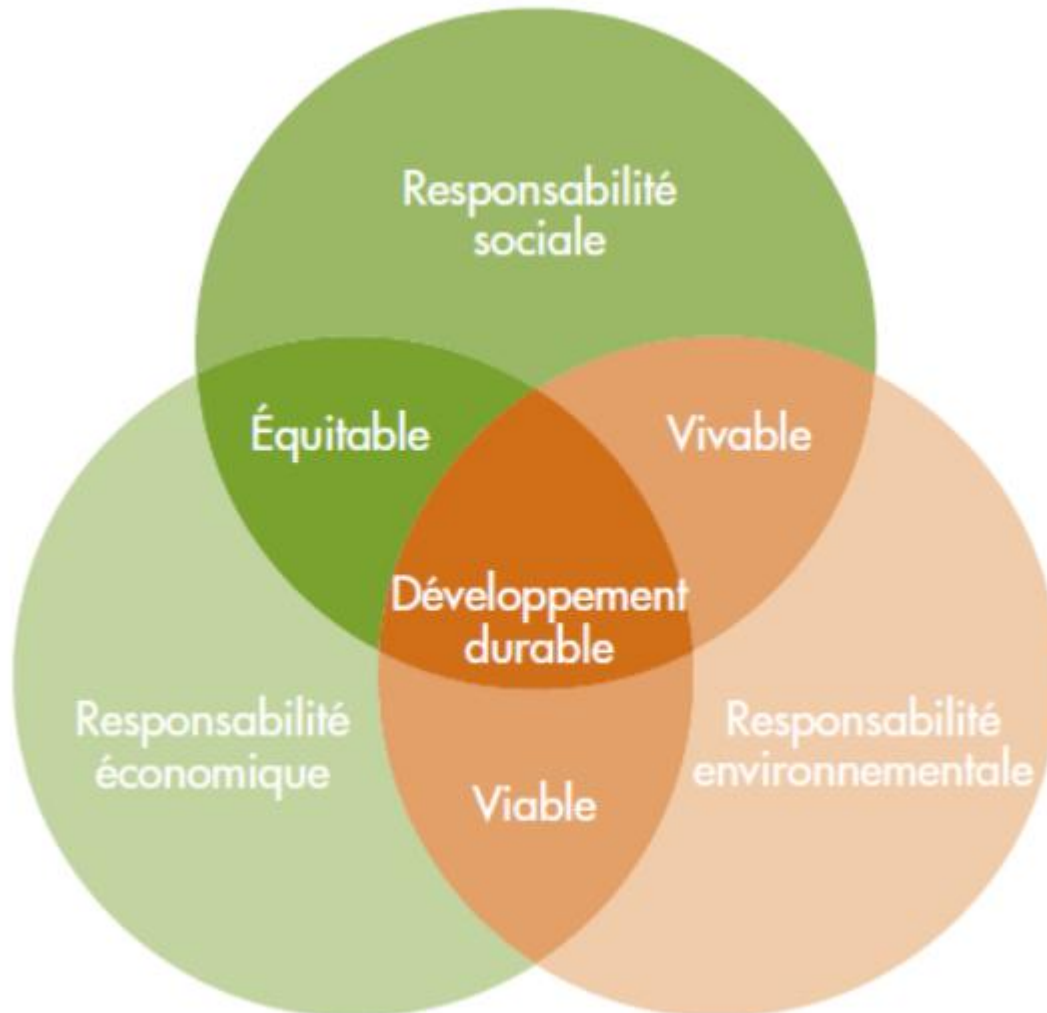 Responsabilité
sociale
Équitable
Vivable
Développement
durable
Responsabilité
économique
Responsabilité
environnementale
Viable